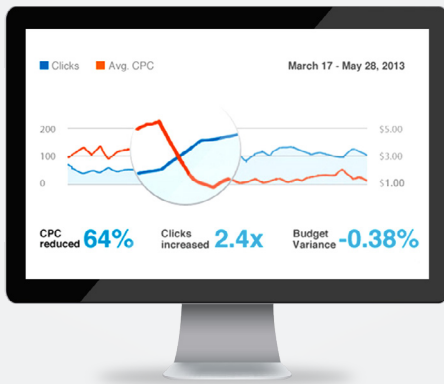 Clicks Avg. CPC March 17 - May 28, 2013
200 $5.00
100 $3.00
0 $1.00
CPC reduced 64%
Clicks increased 2.4x
Budget Variance -0.38%